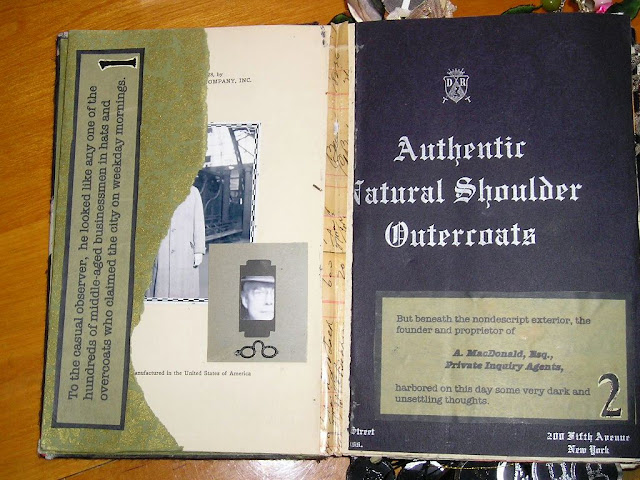 1
To the casual observer, he looked like any one of the
hundreds of middle-aged businessmen in hats and
overcoats who claimed the city on weekday mornings.
by
OMPANY, INC.
anufactured in the United States of America
D R
Authentic
Natural Shoulder
Outercoats
But beneath the nondescript exterior, the
founder and proprietor of
A. MacDonald, Esq.,
Private Inquiry Agents,
harbored on this day some very dark and
unsettling thoughts.
2
Street
200 Fifth Avenue
New York